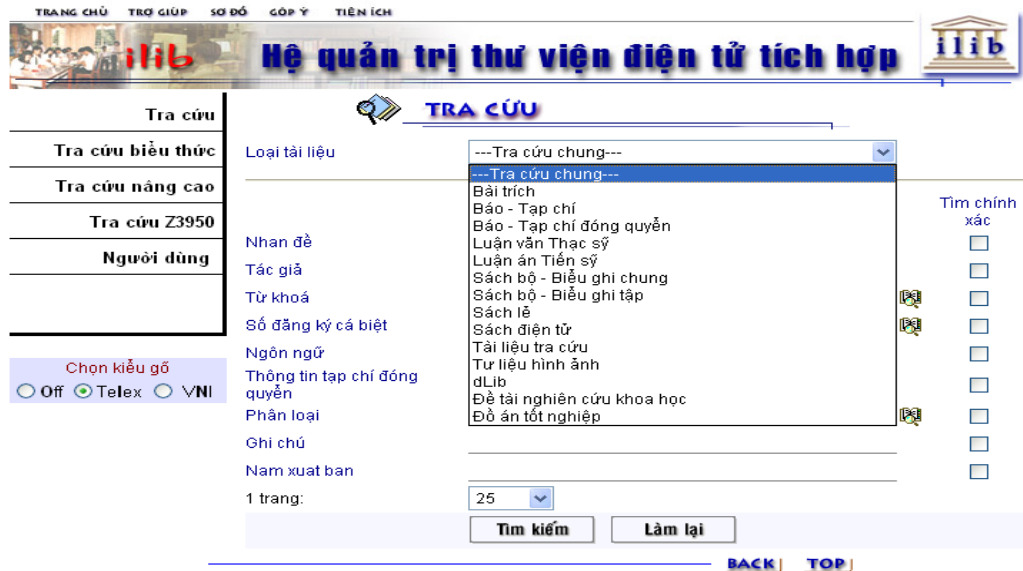 TRANG CHỦ TRỢ GIÚP SƠ ĐỒ GÓP Ý TIỆN ÍCH
ilib Hệ quản trị thư viện điện tử tích hợp ilib
Tra cứu
Tra cứu biểu thức
Tra cứu nâng cao
Tra cứu Z3950
Người dùng
Chọn kiểu gõ
Off Telex VNI
TRA CỨU
Loại tài liệu ---Tra cứu chung---
---Tra cứu chung---
Bài trích
Báo - Tạp chí
Báo - Tạp chí đóng quyển
Luận văn Thạc sỹ
Luận án Tiến sỹ
Sách bộ - Biểu ghi chung
Sách bộ - Biểu ghi tập
Sách lẻ
Sách điện tử
Tài liệu tra cứu
Tư liệu hình ảnh
dLib
Đề tài nghiên cứu khoa học
Đồ án tốt nghiệp
Tìm chính
xác
Nhan đề
Tác giả
Từ khoá
Số đăng ký cá biệt
Ngôn ngữ
Thông tin tạp chí đóng
quyển
Phân loại
Ghi chú
Nam xuat ban
1 trang: 25
Tìm kiếm Làm lại
BACK TOP